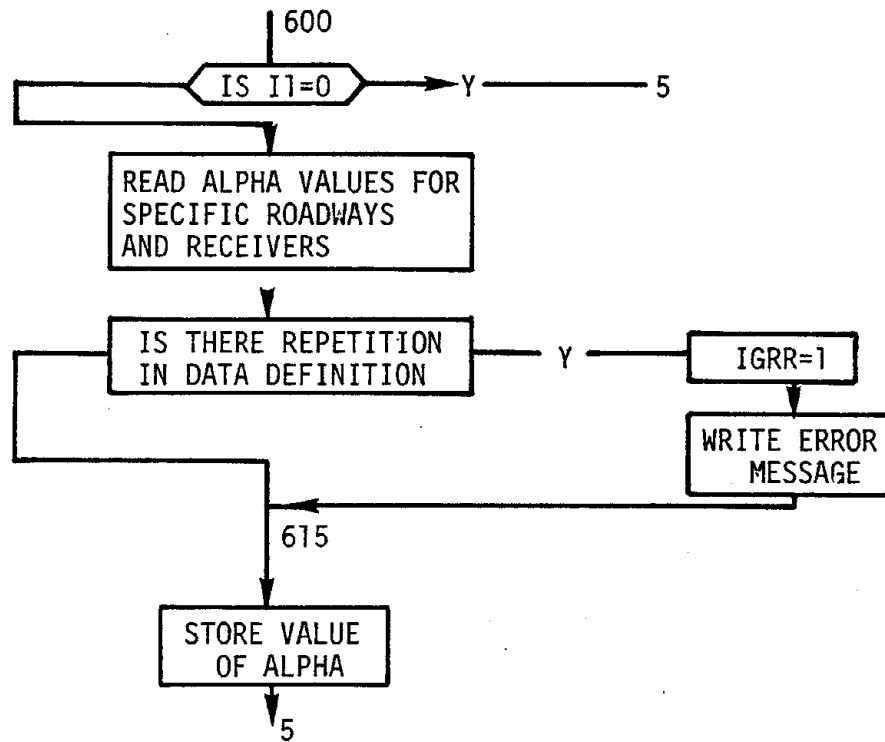 600
IS I1=0
Y
5
READ ALPHA VALUES FOR
SPECIFIC ROADWAYS
AND RECEIVERS
IS THERE REPETITION
IN DATA DEFINITION
Y
IGRR=1
WRITE ERROR
MESSAGE
615
STORE VALUE
OF ALPHA
5